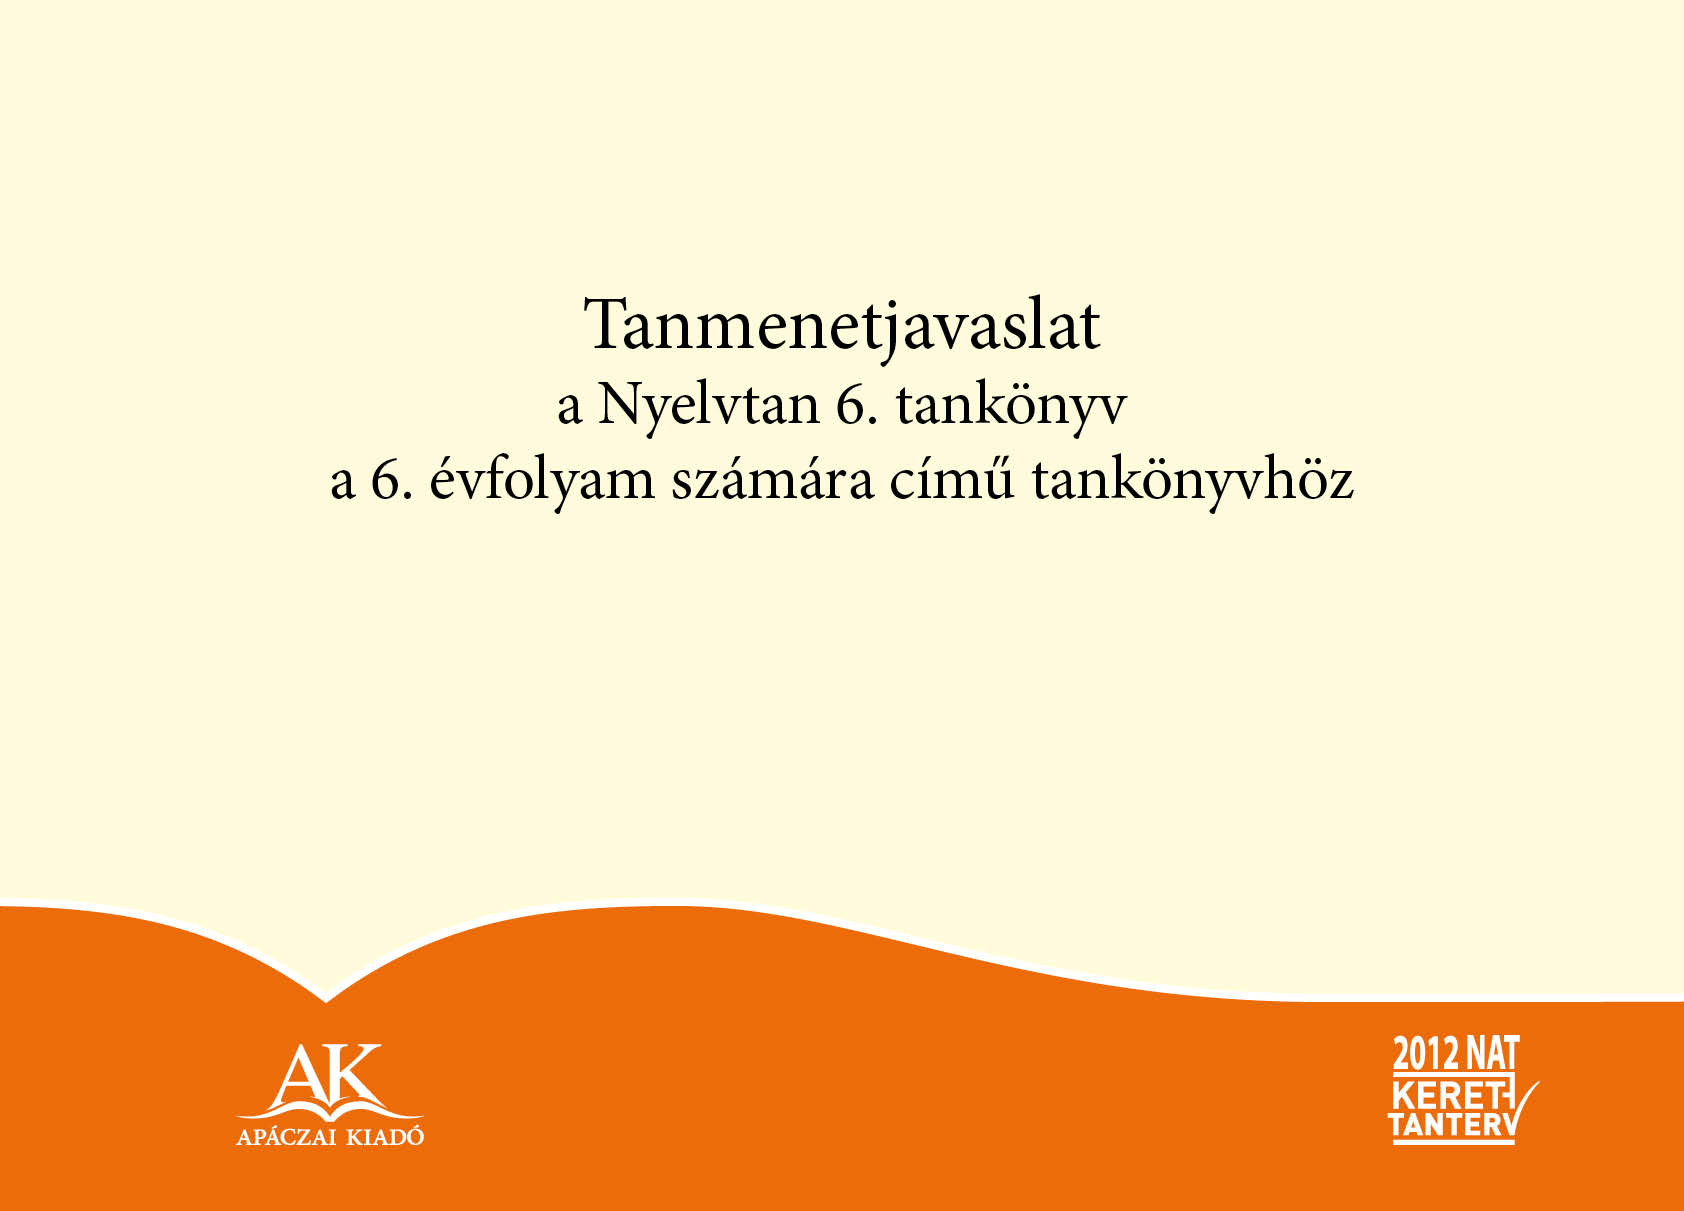 Tanmenetjavaslat
a Nyelvtan 6. tankönyv
a 6. évfolyam számára című tankönyvhöz
AK
APÁCZAI KIADÓ
2012 NAT
KERET-
TANTERV